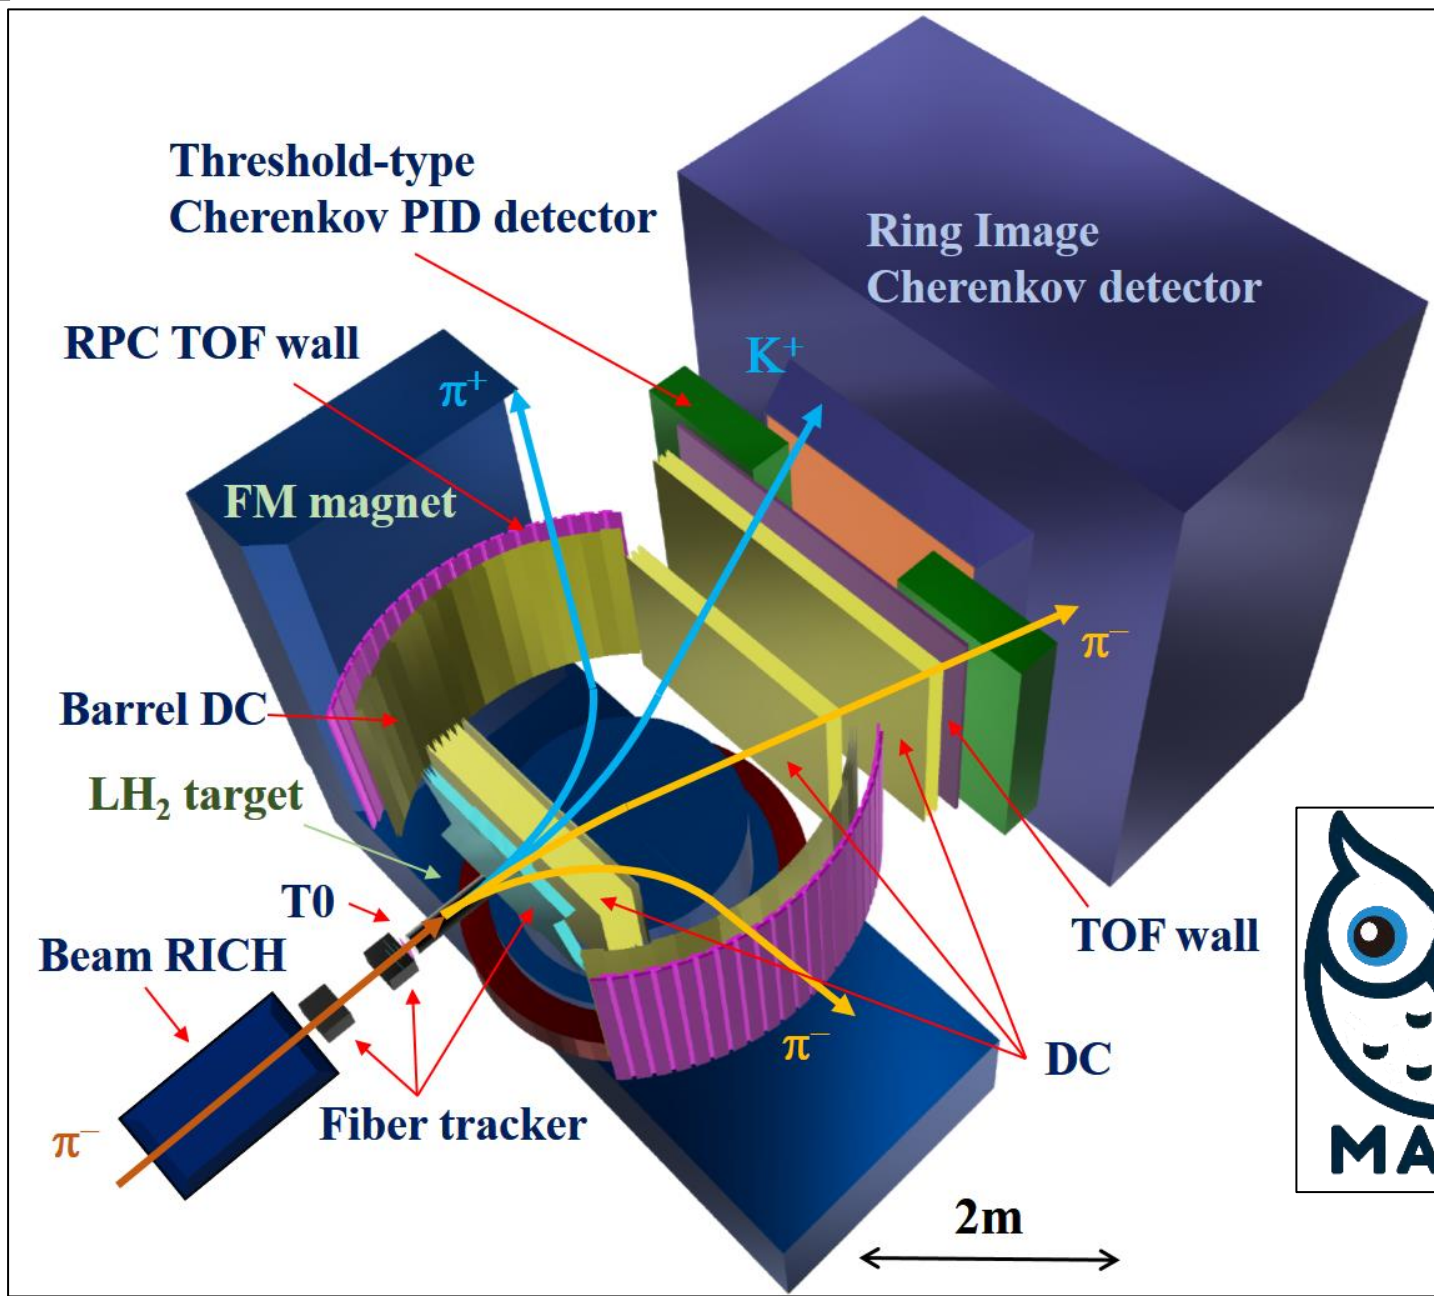 Threshold-type
Cherenkov PID detector
Ring Image
Cherenkov detector
RPC TOF wall
π⁺
K⁺
FM magnet
π⁻
Barrel DC
LH₂ target
T0
TOF wall
Beam RICH
π⁻
DC
Fiber tracker
π⁻
MA
2m